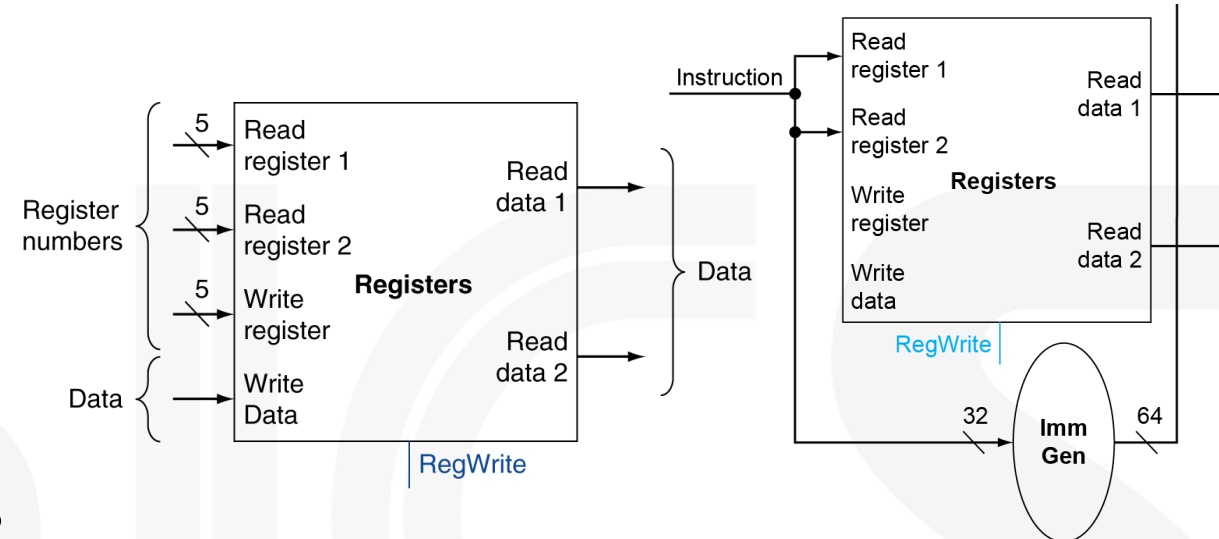 Register
numbers
Data
5
5
5
Read
register 1
Read
register 2
Write
register
Write
Data
Registers
Read
data 1
Read
data 2
RegWrite
Data
Instruction
Read
register 1
Read
register 2
Write
register
Write
data
Registers
Read
data 1
Read
data 2
RegWrite
32
Imm
Gen
64